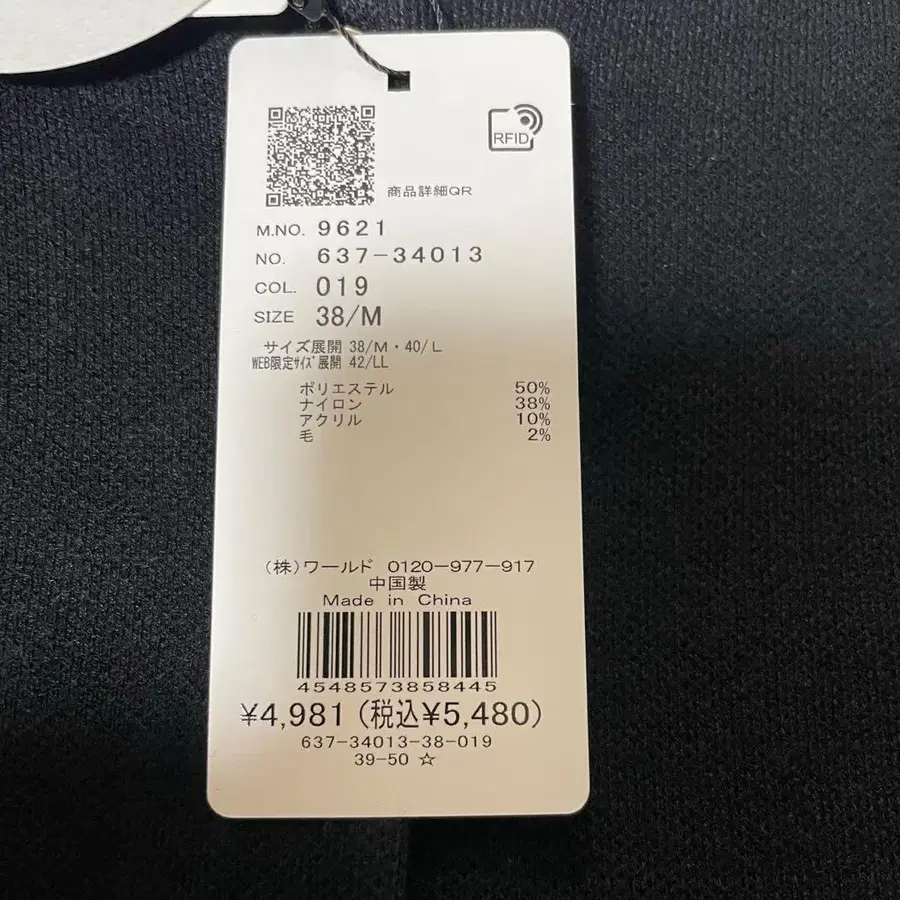 RFID
商品詳細QR
M.NO. 9621
NO. 637-34013
COL. 019
SIZE 38/M
サイズ展開 38/M・40/L
WEB限定サイズ展開 42/LL
ポリエステル 50%
ナイロン 38%
アクリル 10%
毛 2%
(株)ワールド 0120-977-917
中国製
Made in China
4548573858445
¥4,981(税込¥5,480)
637-34013-38-019
39-50 ☆